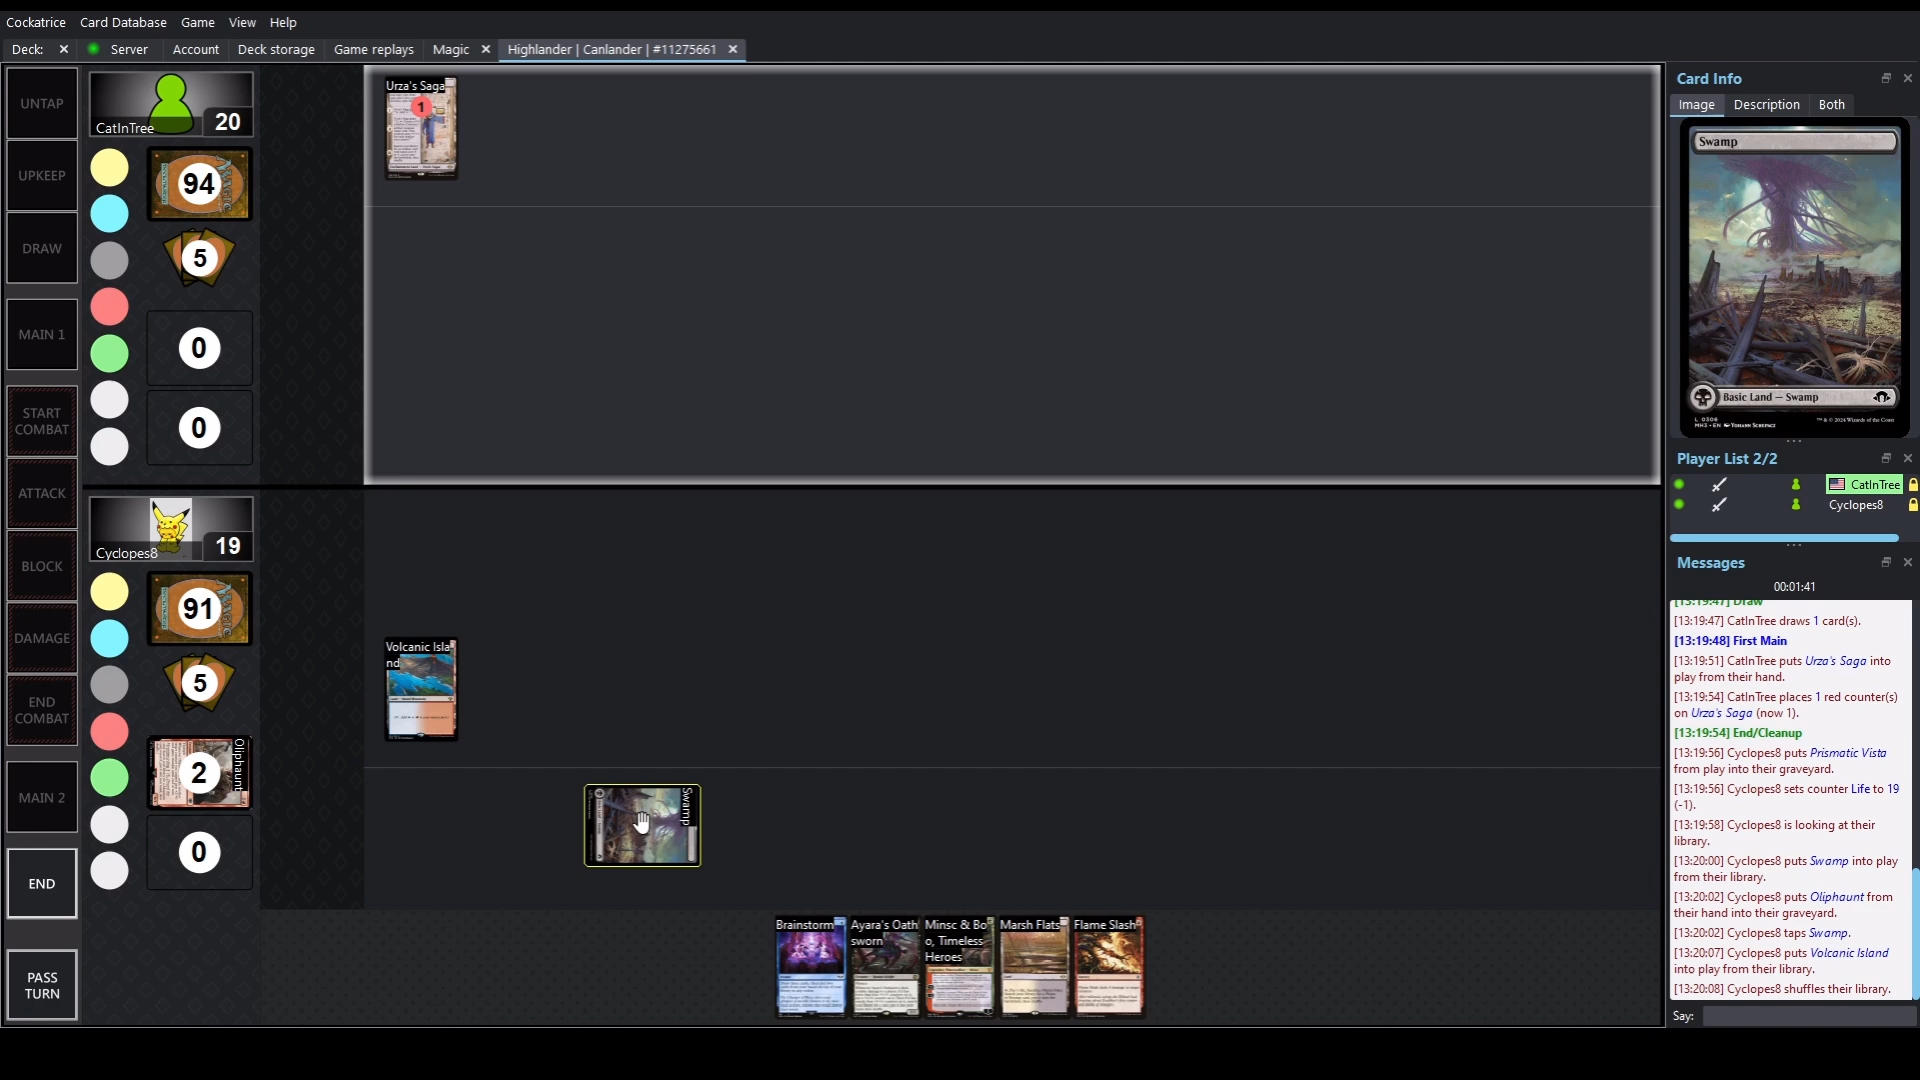 Cockatrice Card Database Game View Help
Deck: Server Account Deck storage Game replays Magic Highlander | Canlander | #11275661
UNTAP
UPKEEP
DRAW
MAIN 1
START
COMBAT
ATTACK
BLOCK
DAMAGE
END
COMBAT
MAIN 2
END
PASS
TURN
CatInTree 20
94
5
0
0
Urza's Saga
1
Cyclopes8 19
91
5
Oliphaunt
2
0
Volcanic Isla
nd
Swamp
Brainstorm
Ayara's Oath
sworn
Minsc & Bo
o, Timeless
Heroes
Marsh Flats
Flame Slash
Card Info
Image Description Both
Swamp
Basic Land — Swamp
Player List 2/2
CatInTree
Cyclopes8
Messages
00:01:41
[13:19:47] Draw
[13:19:47] CatInTree draws 1 card(s).
[13:19:48] First Main
[13:19:51] CatInTree puts Urza's Saga into
play from their hand.
[13:19:54] CatInTree places 1 red counter(s)
on Urza's Saga (now 1).
[13:19:54] End/Cleanup
[13:19:56] Cyclopes8 puts Prismatic Vista
from play into their graveyard.
[13:19:56] Cyclopes8 sets counter Life to 19
(-1).
[13:19:58] Cyclopes8 is looking at their
library.
[13:20:00] Cyclopes8 puts Swamp into play
from their library.
[13:20:02] Cyclopes8 puts Oliphaunt from
their hand into their graveyard.
[13:20:02] Cyclopes8 taps Swamp.
[13:20:07] Cyclopes8 puts Volcanic Island
into play from their library.
[13:20:08] Cyclopes8 shuffles their library.
Say: